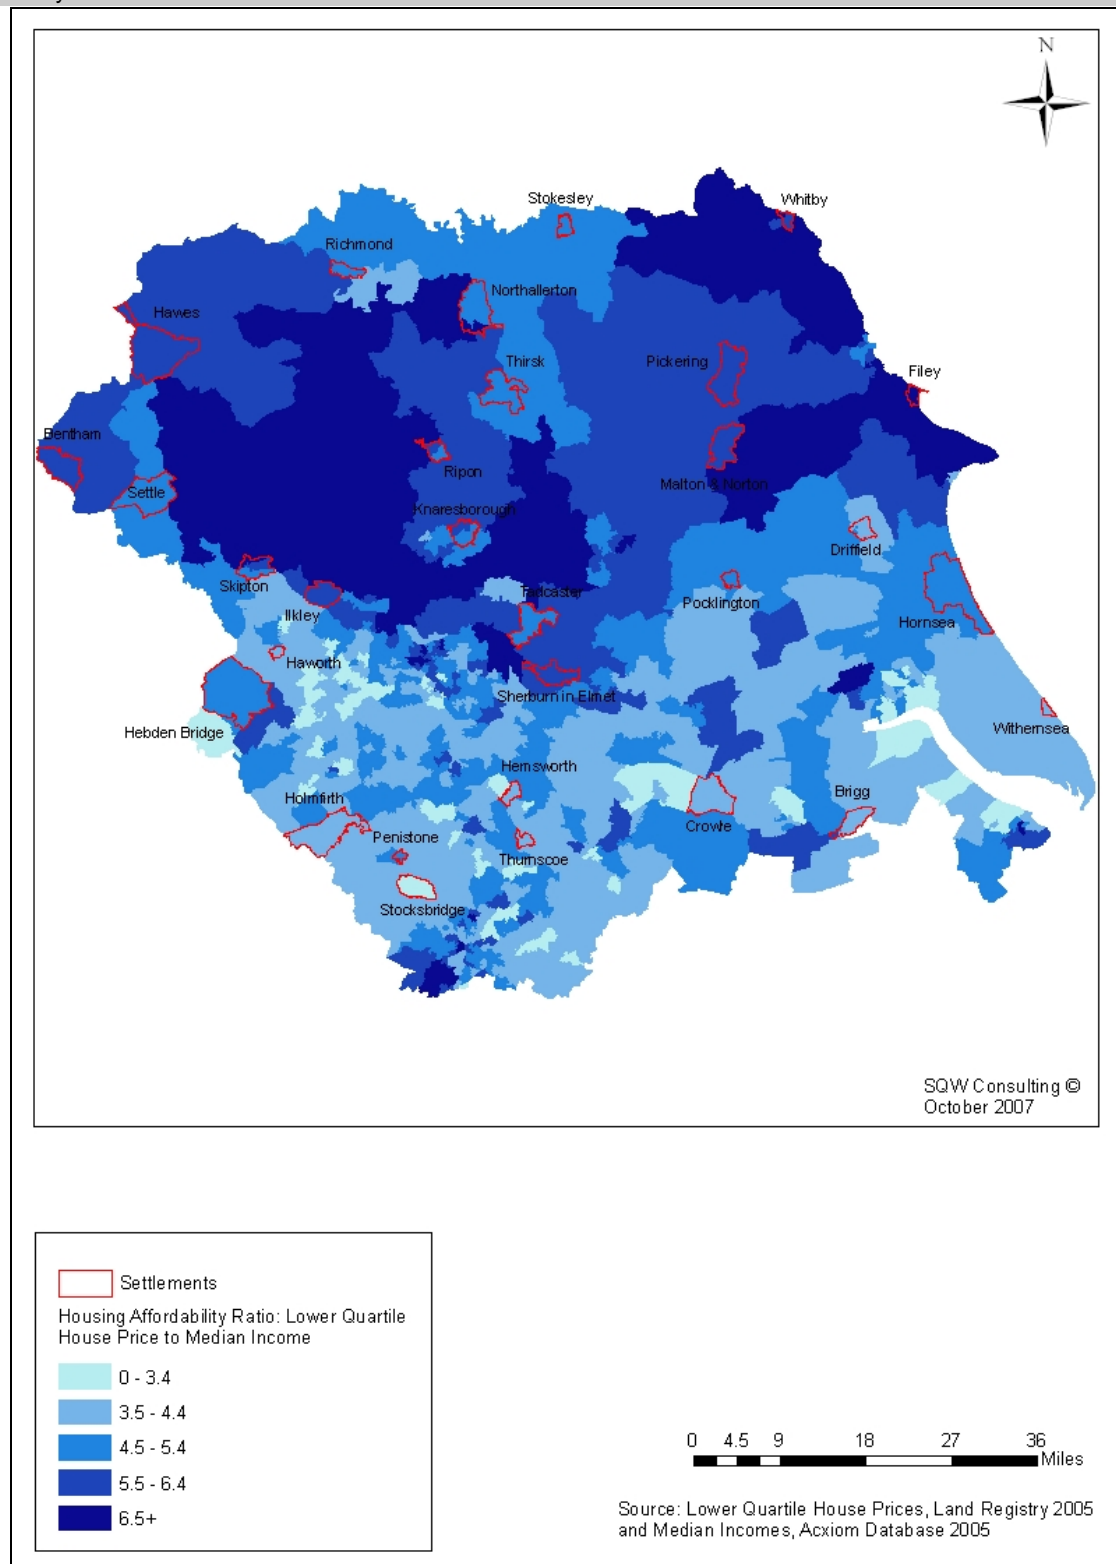 N
Stokesley
Whitby
Richmond
Northallerton
Hawes
Thirsk
Pickering
Filey
Bentham
Ripon
Settle
Malton & Norton
Knaresborough
Driffield
Skipton
Tadcaster
Pocklington
Ilkley
Hornsea
Haworth
Sherburn in Elmet
Hebden Bridge
Withernsea
Hemsworth
Holmfirth
Brigg
Crowle
Penistone
Thurnscoe
Stocksbridge
SQW Consulting ©
October 2007
Settlements
Housing Affordability Ratio: Lower Quartile
House Price to Median Income
0 - 3.4
3.5 - 4.4
4.5 - 5.4
5.5 - 6.4
6.5+
0 4.5 9 18 27 36
Miles
Source: Lower Quartile House Prices, Land Registry 2005
and Median Incomes, Acxiom Database 2005